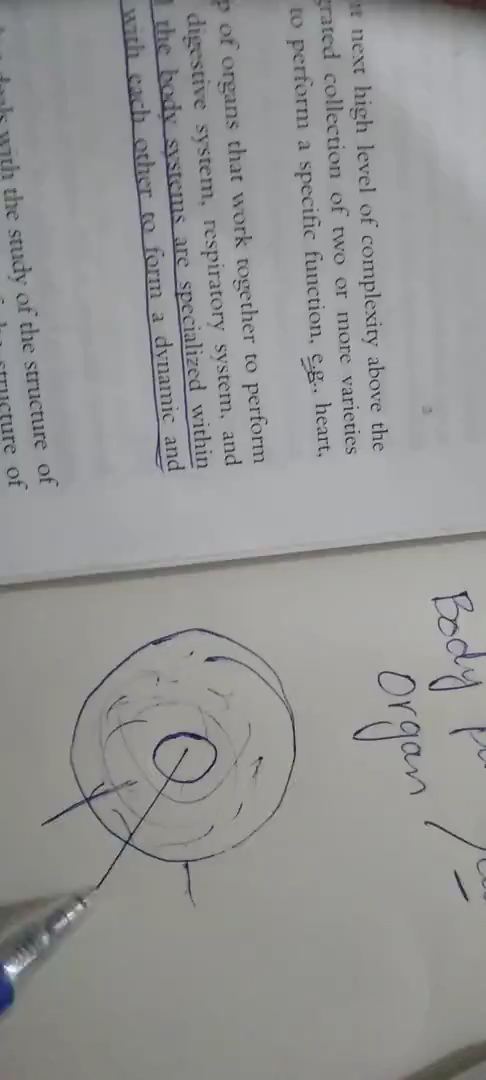 next high level of complexity above the
grated collection of two or more varieties
to perform a specific function, e.g., heart,
p of organs that work together to perform
digestive system, respiratory system, and
the body systems are specialized within
with each other to form a dynamic and
deals with the study of the structure of
structure of
Body
organ